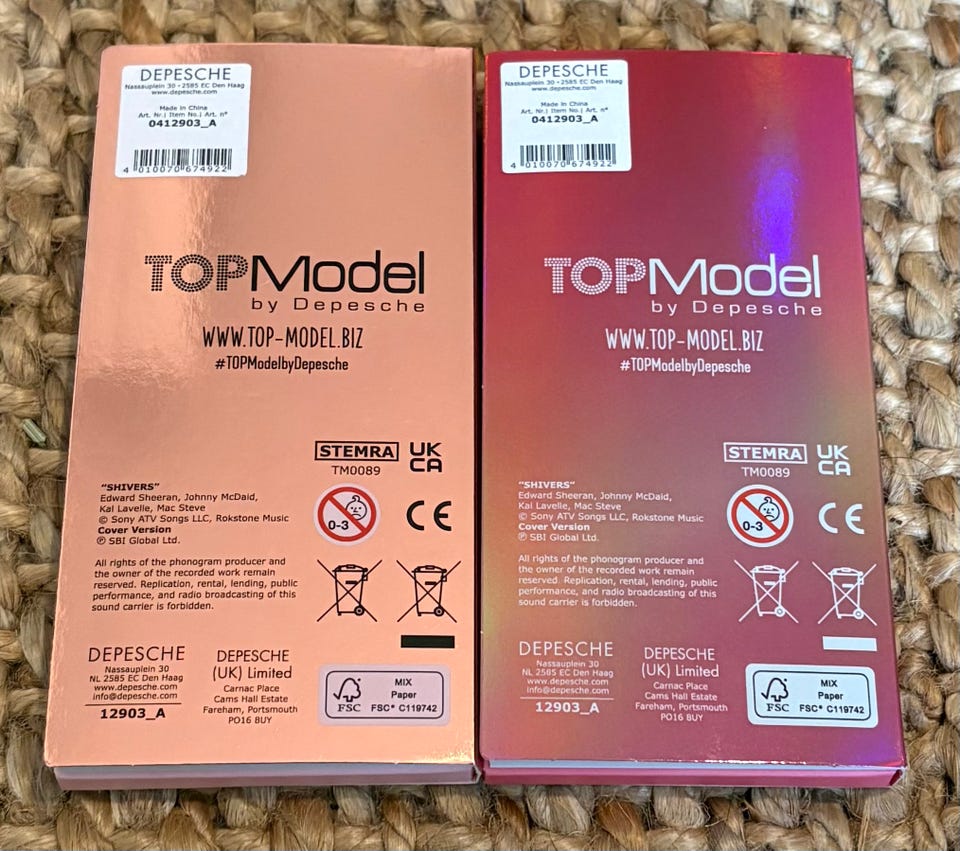 DEPESCHE
Nassauplein 30 • 2585 EC Den Haag
www.depesche.com
Made in China
Art. Nr.| Item No.| Art. n°
0412903_A
4 010070 674922
TOPModel
by Depesche
WWW.TOP-MODEL.BIZ
#TOPModelbyDepesche
STEMRA
TM0089
UK
CA
"SHIVERS"
Edward Sheeran, Johnny McDaid,
Kal Lavelle, Mac Steve
© Sony ATV Songs LLC, Rokstone Music
Cover Version
℗ SBI Global Ltd.
0-3
CE
All rights of the phonogram producer and
the owner of the recorded work remain
reserved. Replication, rental, lending, public
performance, and radio broadcasting of this
sound carrier is forbidden.
DEPESCHE
Nassauplein 30
NL 2585 EC Den Haag
www.depesche.com
info@depesche.com
12903_A
DEPESCHE
(UK) Limited
Carnac Place
Cams Hall Estate
Fareham, Portsmouth
PO16 8UY
FSC
MIX
Paper
FSC® C119742
DEPESCHE
Nassauplein 30 • 2585 EC Den Haag
www.depesche.com
Made in China
Art. Nr.| Item No.| Art. n°
0412903_A
4 010070 674922
TOPModel
by Depesche
WWW.TOP-MODEL.BIZ
#TOPModelbyDepesche
STEMRA
TM0089
UK
CA
"SHIVERS"
Edward Sheeran, Johnny McDaid,
Kal Lavelle, Mac Steve
© Sony ATV Songs LLC, Rokstone Music
Cover Version
℗ SBI Global Ltd.
0-3
CE
All rights of the phonogram producer and
the owner of the recorded work remain
reserved. Replication, rental, lending, public
performance, and radio broadcasting of this
sound carrier is forbidden.
DEPESCHE
Nassauplein 30
NL 2585 EC Den Haag
www.depesche.com
info@depesche.com
12903_A
DEPESCHE
(UK) Limited
Carnac Place
Cams Hall Estate
Fareham, Portsmouth
PO16 8UY
FSC
MIX
Paper
FSC® C119742